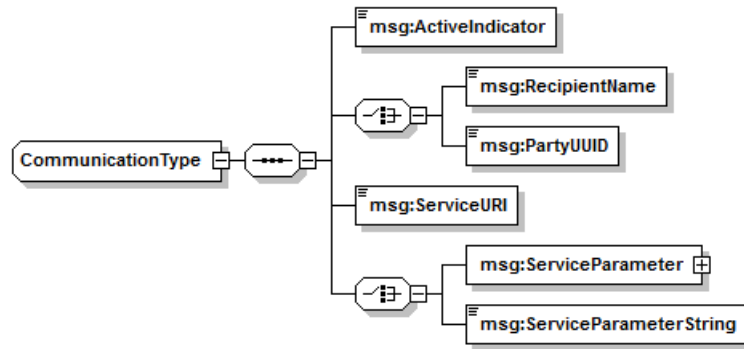 msg:ActiveIndicator
msg:RecipientName
msg:PartyUUID
CommunicationType
msg:ServiceURI
msg:ServiceParameter
msg:ServiceParameterString